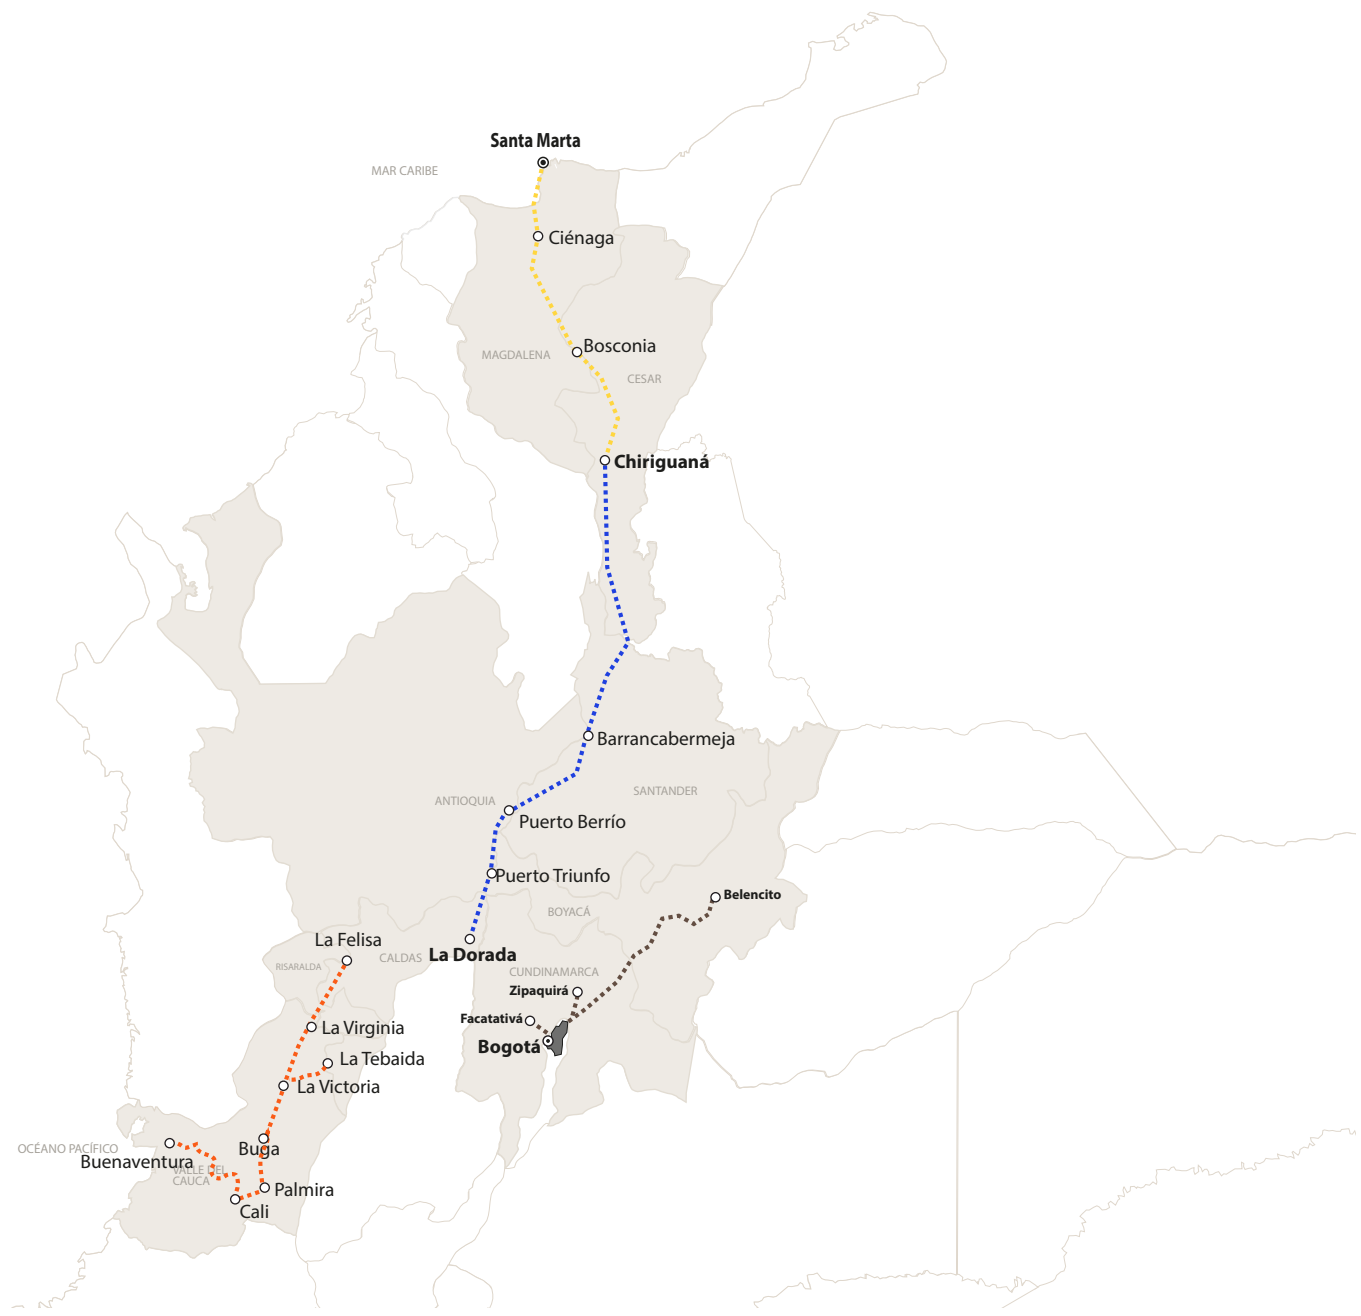 Santa Marta
MAR CARIBE
Ciénaga
Bosconia
MAGDALENA
CESAR
Chiriguaná
Barrancabermeja
SANTANDER
ANTIOQUIA
Puerto Berrío
Puerto Triunfo
Belencito
BOYACÁ
La Felisa
La Dorada
CALDAS
RISARALDA
CUNDINAMARCA
Zipaquirá
Facatativá
La Virginia
Bogotá
La Tebaida
La Victoria
OCÉANO PACÍFICO
Buga
Buenaventura
VALLE DEL
CAUCA
Palmira
Cali